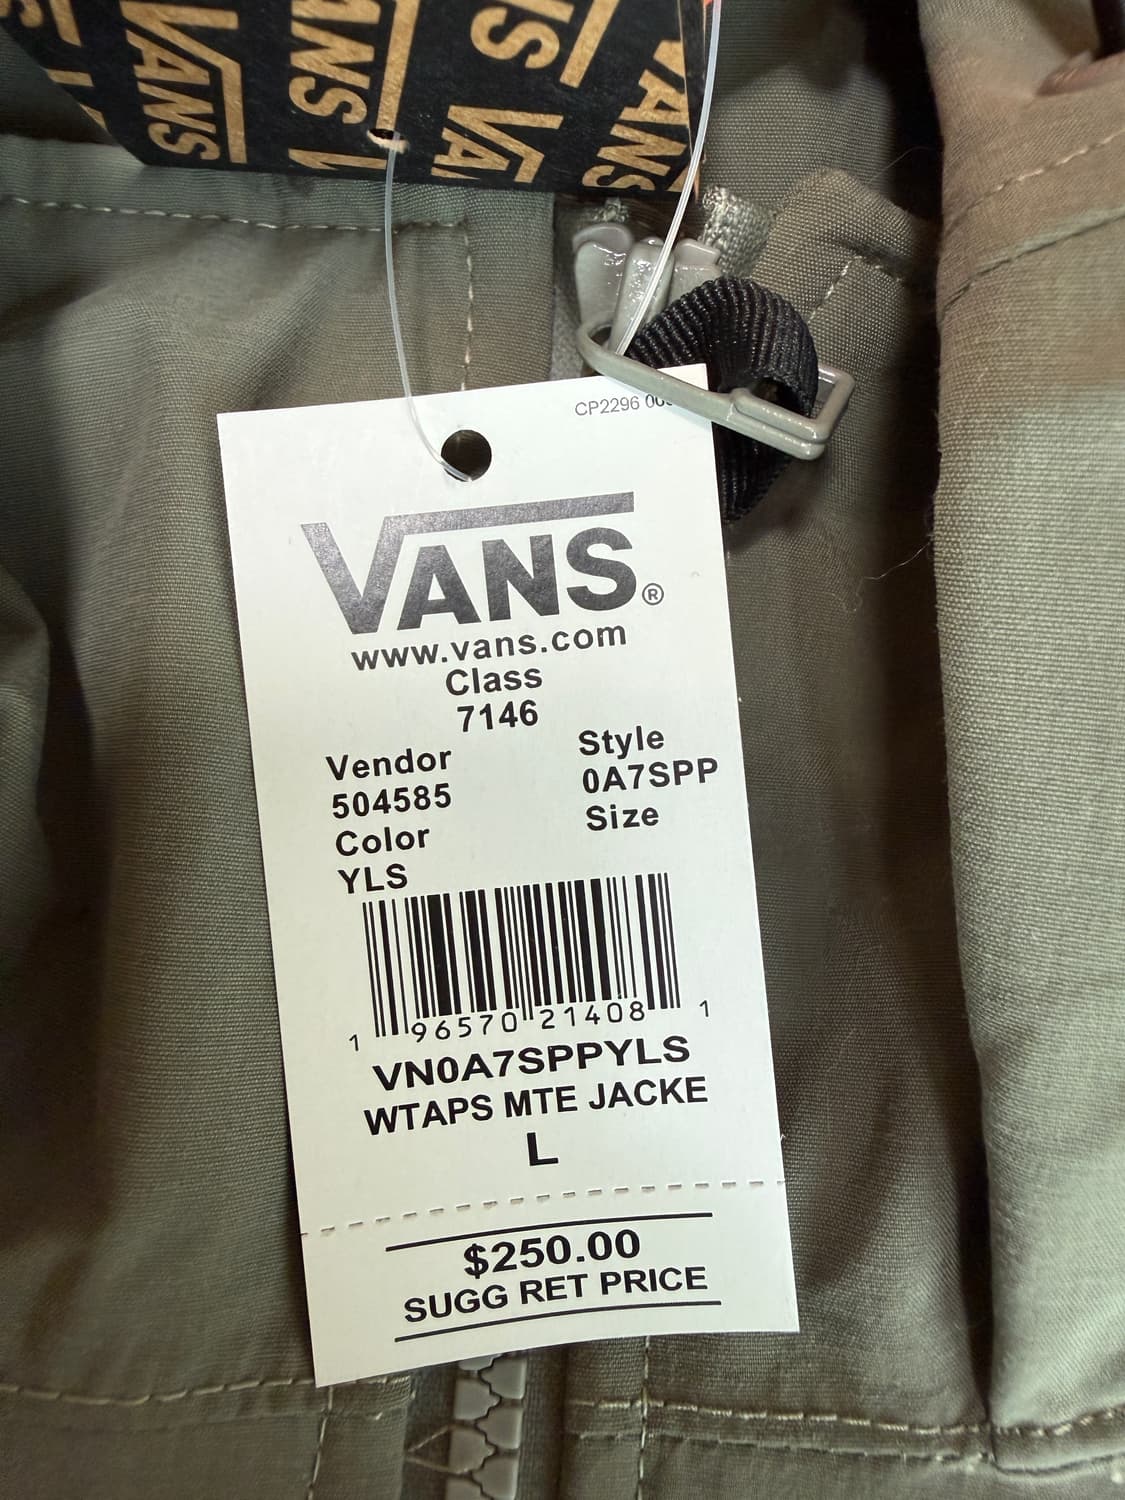 VANS
VANS
VANS
VANS
CP2296
VANS®
www.vans.com
Class
7146
Vendor
504585
Color
YLS
Style
0A7SPP
Size
1 96570 21408 1
VN0A7SPPYLS
WTAPS MTE JACKE
L
$250.00
SUGG RET PRICE